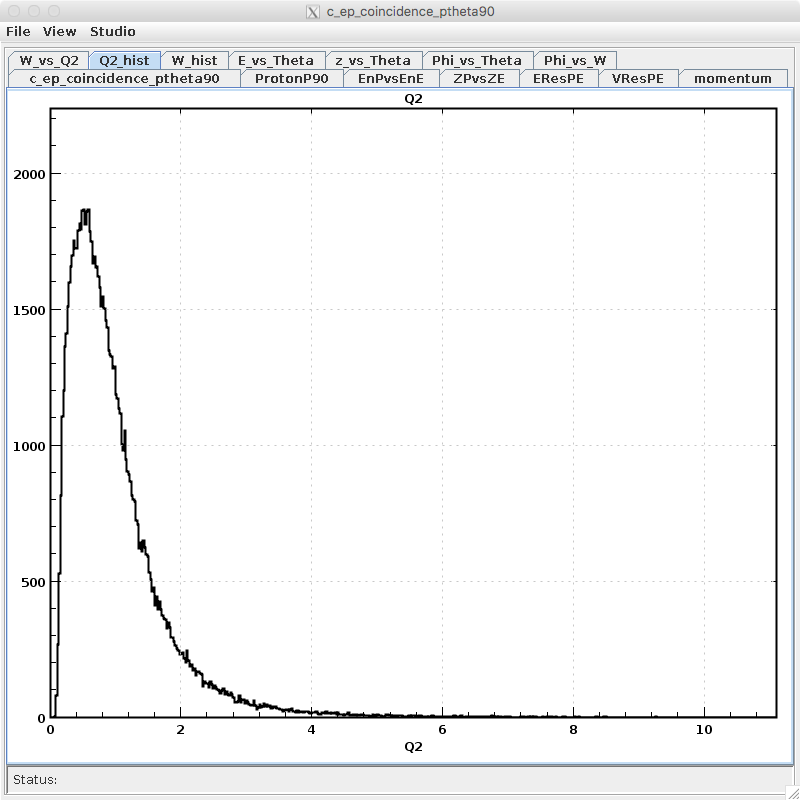 c_ep_coincidence_ptheta90
File View Studio
W_vs_Q2 Q2_hist W_hist E_vs_Theta z_vs_Theta Phi_vs_Theta Phi_vs_W
c_ep_coincidence_ptheta90 ProtonP90 EnPvsEnE ZPvsZE EResPE VResPE momentum
Q2
2000
1500
1000
500
0
0 2 4 6 8 10
Q2
Status: